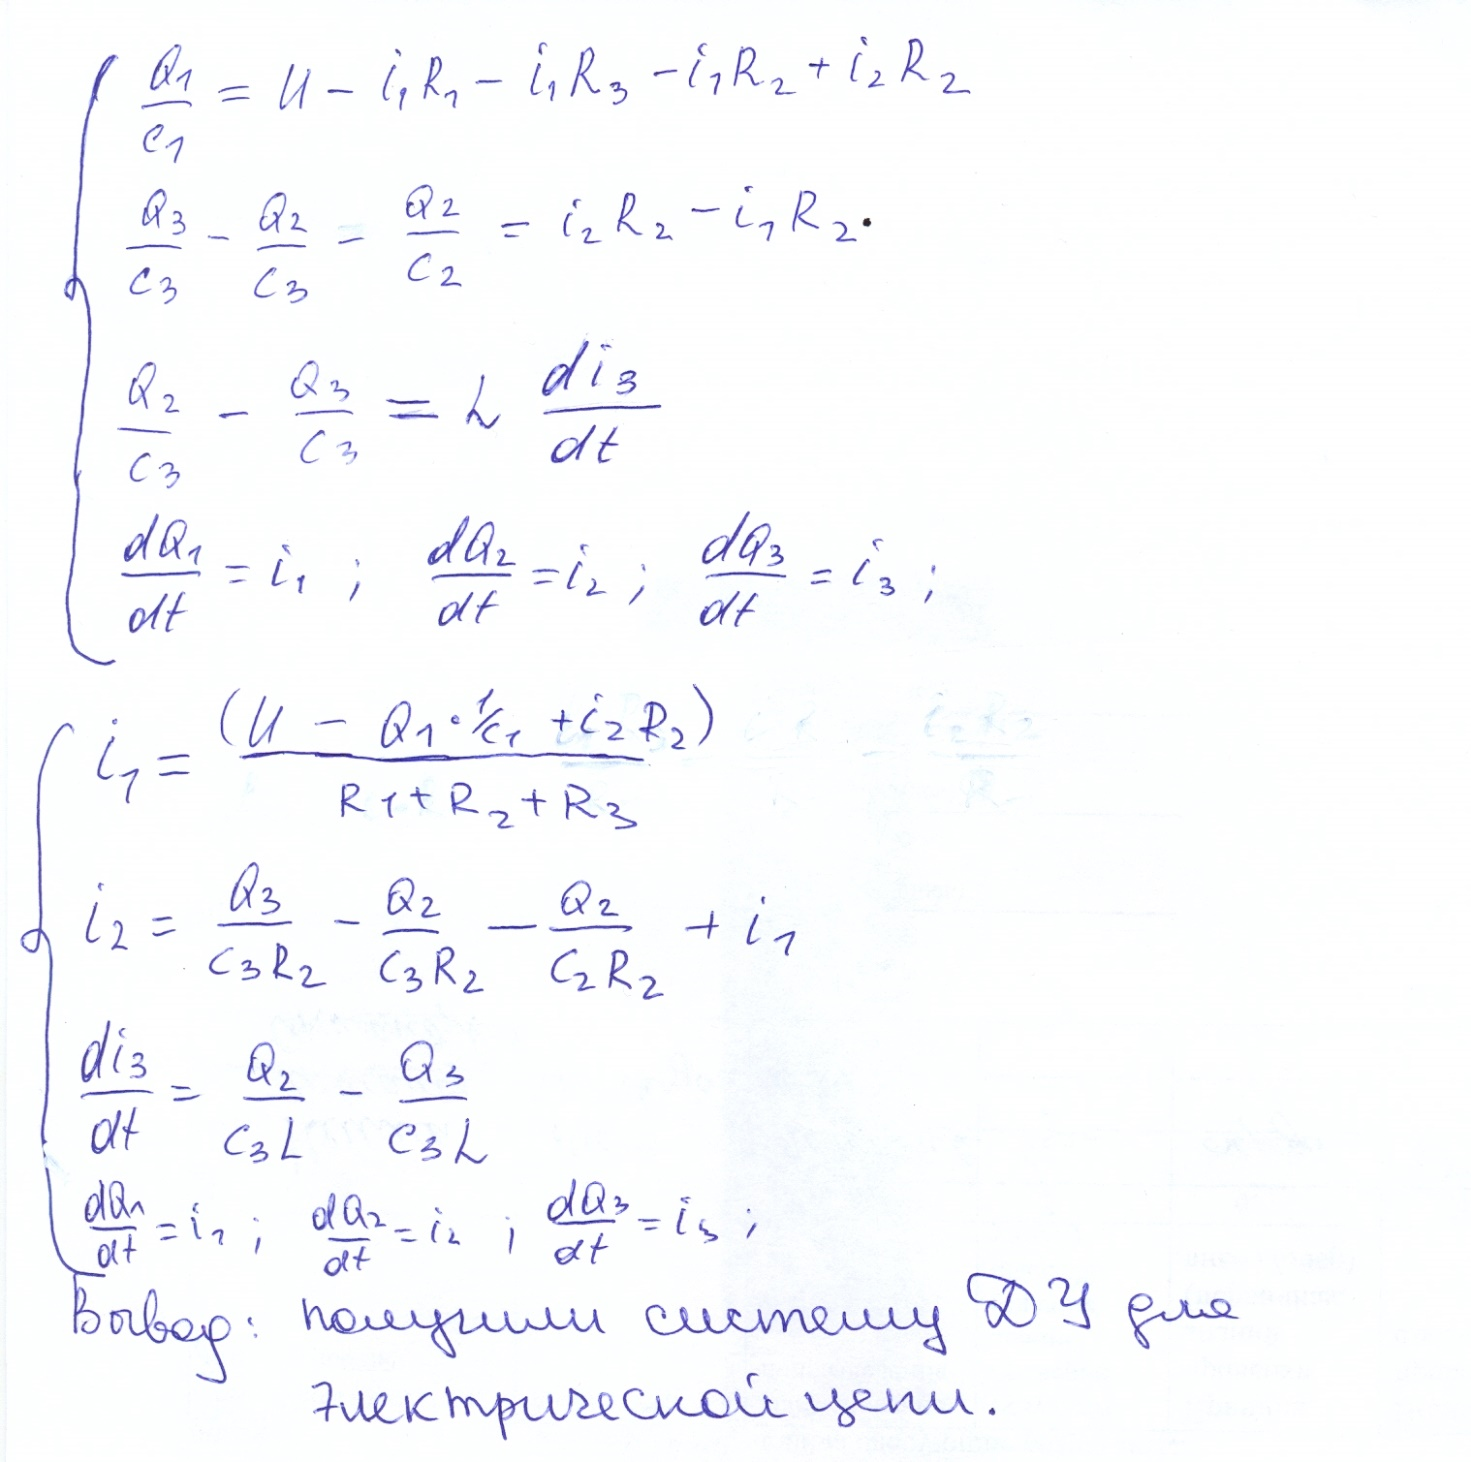 Q₁/C₁ = U − i₁R₁ − i₁R₃ − i₁R₂ + i₂R₂
Q₃/C₃ − Q₂/C₃ = Q₂/C₂ = i₂R₂ − i₁R₂.
Q₂/C₃ − Q₃/C₃ = L di₃/dt
dQ₁/dt = i₁; dQ₂/dt = i₂; dQ₃/dt = i₃;
i₁ = (U − Q₁·1/C₁ + i₂R₂)/R₁+R₂+R₃
i₂ = Q₃/C₃R₂ − Q₂/C₃R₂ − Q₂/C₂R₂ + i₁
di₃/dt = Q₂/C₃L − Q₃/C₃L
dQ₁/dt = i₁; dQ₂/dt = i₂; dQ₃/dt = i₃;
Вывод: получили систему ДУ для
электрической цепи.